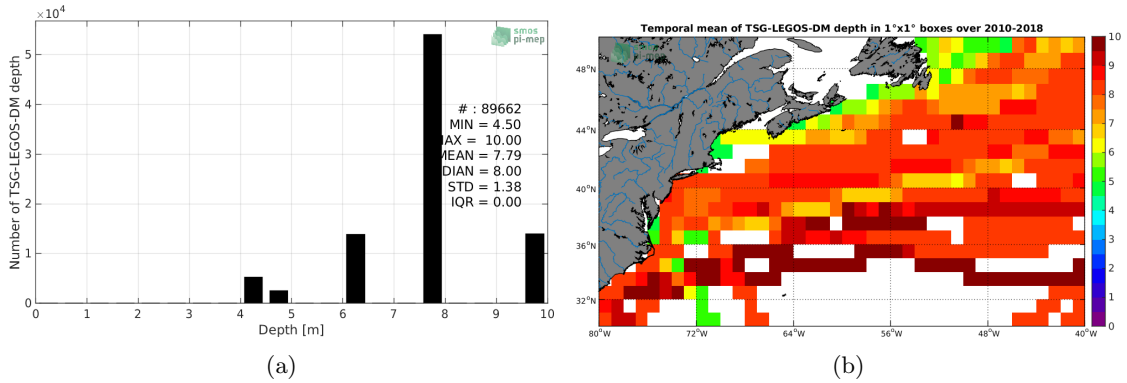 ×10⁴
smos
pi-mep
Number of TSG-LEGOS-DM depth
5
4
3
2
1
0
# : 89662
MIN = 4.50
MAX = 10.00
MEAN = 7.79
DIAN = 8.00
STD = 1.38
IQR = 0.00
0 1 2 3 4 5 6 7 8 9 10
Depth [m]
(a)
Temporal mean of TSG-LEGOS-DM depth in 1°x1° boxes over 2010-2018
48°N
44°N
40°N
36°N
32°N
80°W 72°W 64°W 56°W 48°W 40°W
10
9
8
7
6
5
4
3
2
1
0
(b)